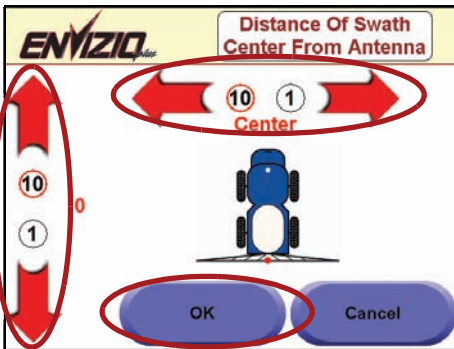 ENVIZIO plus
Distance Of Swath
Center From Antenna
10 1
Center
10
0
1
OK Cancel